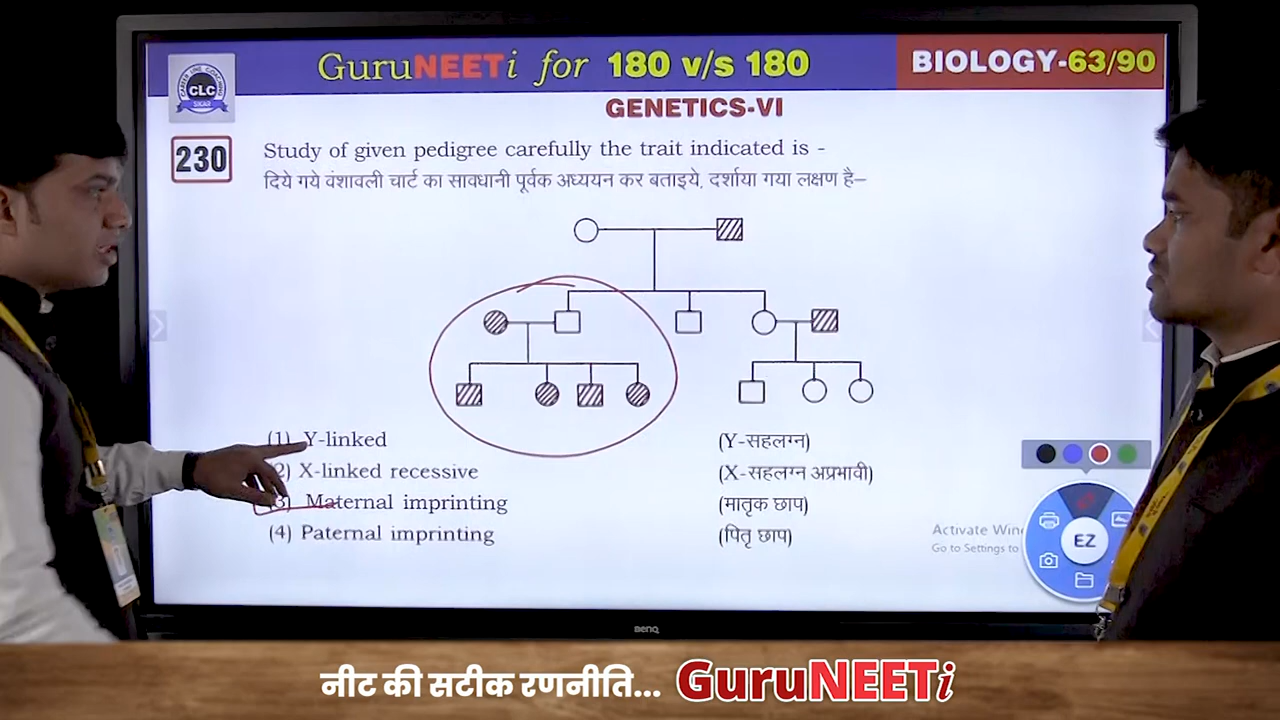 GuruNEETi for 180 v/s 180
BIOLOGY-63/90
CLC
SIKAR
GENETICS-VI
230
Study of given pedigree carefully the trait indicated is -
दिये गये वंशावली चार्ट का सावधानी पूर्वक अध्ययन कर बताइये, दर्शाया गया लक्षण है–
(1) Y-linked (Y-सहलग्न)
2) X-linked recessive (X-सहलग्न अप्रभावी)
(3) Maternal imprinting (मातृक छाप)
(4) Paternal imprinting (पितृ छाप)
Activate Win
Go to Settings to
EZ
BENQ
नीट की सटीक रणनीति... GuruNEETi